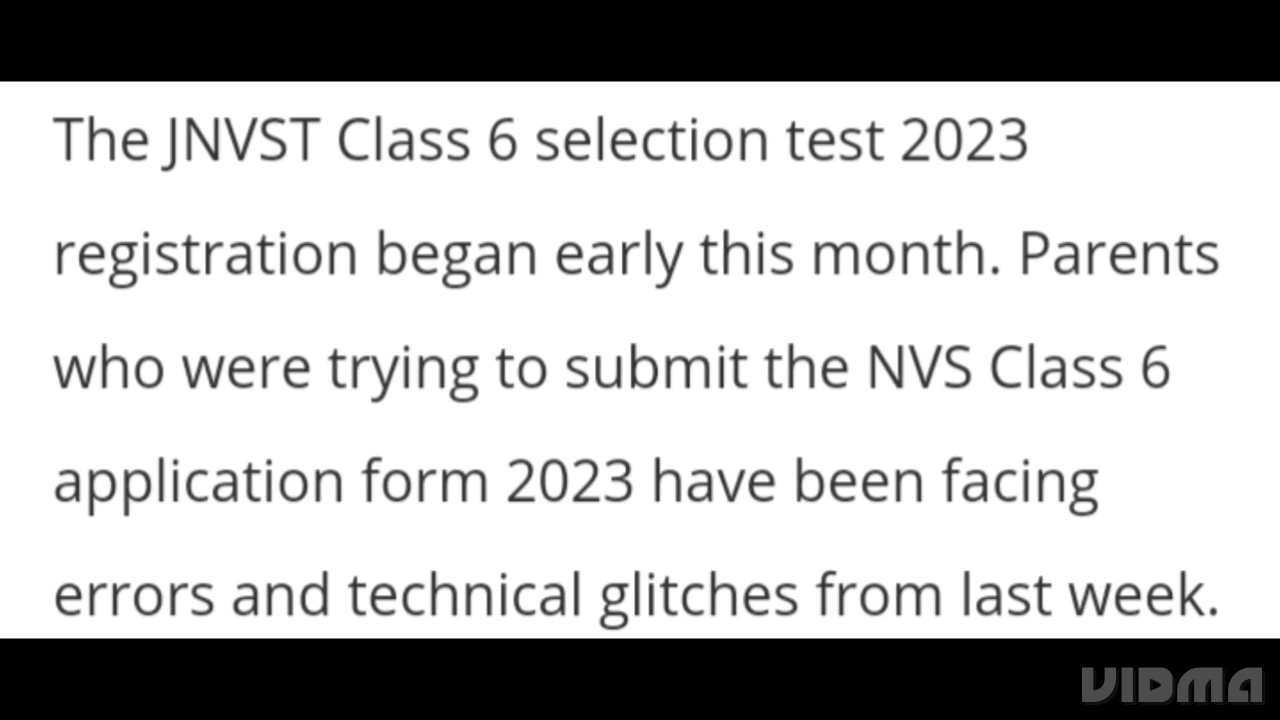 The JNVST Class 6 selection test 2023
registration began early this month. Parents
who were trying to submit the NVS Class 6
application form 2023 have been facing
errors and technical glitches from last week.
VIDMA